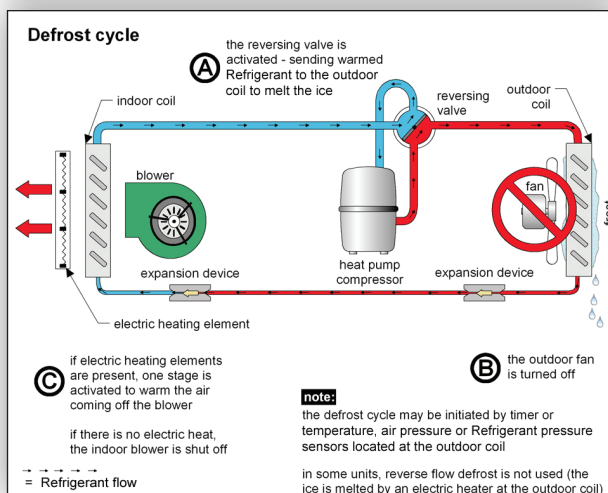 Defrost cycle
A
the reversing valve is
activated - sending warmed
Refrigerant to the outdoor
coil to melt the ice
indoor coil
reversing
valve
outdoor
coil
blower
fan
frost
heat pump
compressor
expansion device
expansion device
electric heating element
C
if electric heating elements
are present, one stage is
activated to warm the air
coming off the blower
if there is no electric heat,
the indoor blower is shut off
B
the outdoor fan
is turned off
note:
the defrost cycle may be initiated by timer or
temperature, air pressure or Refrigerant pressure
sensors located at the outdoor coil
in some units, reverse flow defrost is not used (the
ice is melted by an electric heater at the outdoor coil)
= Refrigerant flow